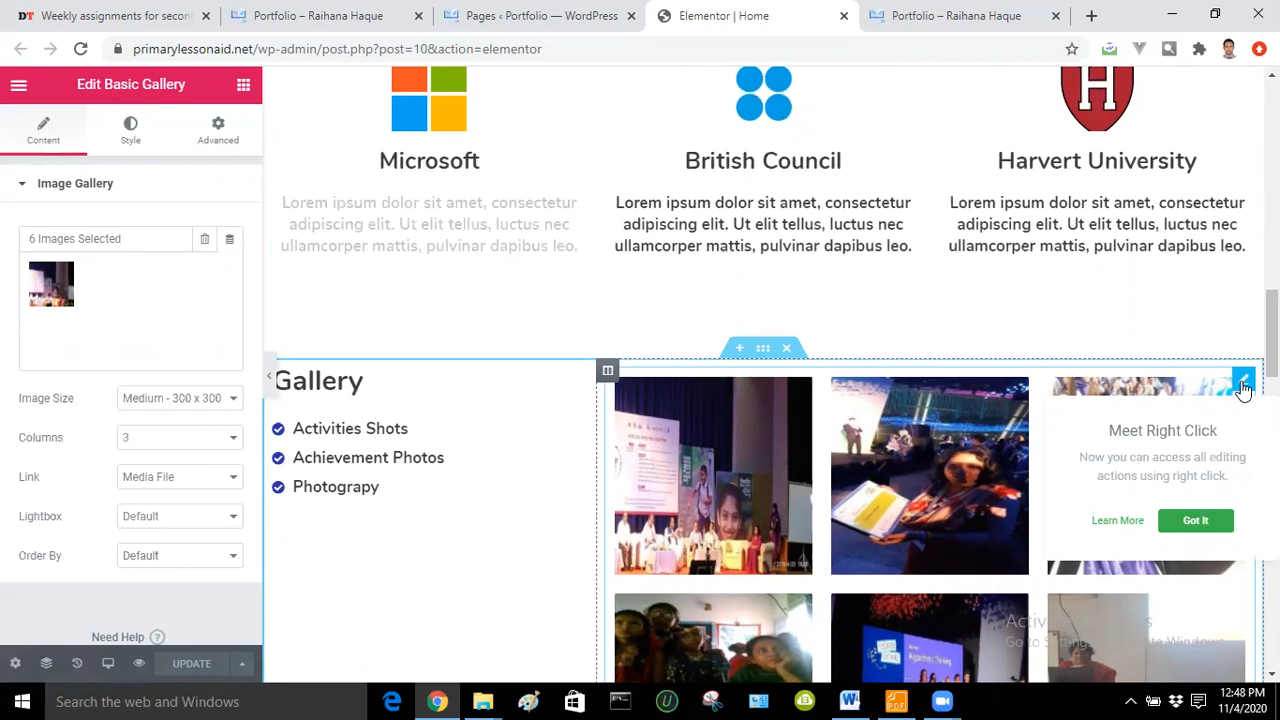 Weekly assignments for secon
Portfolio – Raihana Haque
Pages ‹ Portfolio — WordPress
Elementor | Home
Portfolio – Raihana Haque
primarylessonaid.net/wp-admin/post.php?post=10&action=elementor
Edit Basic Gallery
Content
Style
Advanced
Image Gallery
6 Images Selected
Image Size
Medium - 300 x 300
Columns
3
Link
Media File
Lightbox
Default
Order By
Default
Need Help ?
UPDATE
Microsoft
British Council
Harvert University
Lorem ipsum dolor sit amet, consectetur
adipiscing elit. Ut elit tellus, luctus nec
ullamcorper mattis, pulvinar dapibus leo.
Lorem ipsum dolor sit amet, consectetur
adipiscing elit. Ut elit tellus, luctus nec
ullamcorper mattis, pulvinar dapibus leo.
Lorem ipsum dolor sit amet, consectetur
adipiscing elit. Ut elit tellus, luctus nec
ullamcorper mattis, pulvinar dapibus leo.
Gallery
Activities Shots
Achievement Photos
Photograpy
Meet Right Click
Now you can access all editing
actions using right click.
Learn More
Got It
Search the web and Windows
12:48 PM
11/4/2020